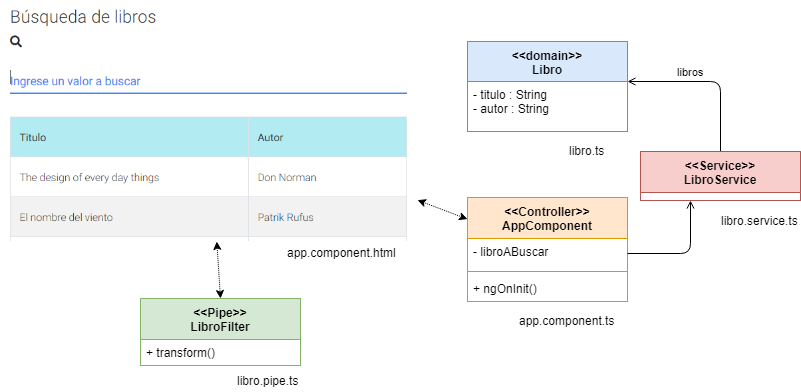 Búsqueda de libros
Ingrese un valor a buscar
Titulo
Autor
The design of every day things
Don Norman
El nombre del viento
Patrik Rufus
app.component.html
<<Pipe>>
LibroFilter
+ transform()
libro.pipe.ts
<<domain>>
Libro
- titulo : String
- autor : String
libro.ts
libros
<<Service>>
LibroService
libro.service.ts
<<Controller>>
AppComponent
- libroABuscar
+ ngOnInit()
app.component.ts